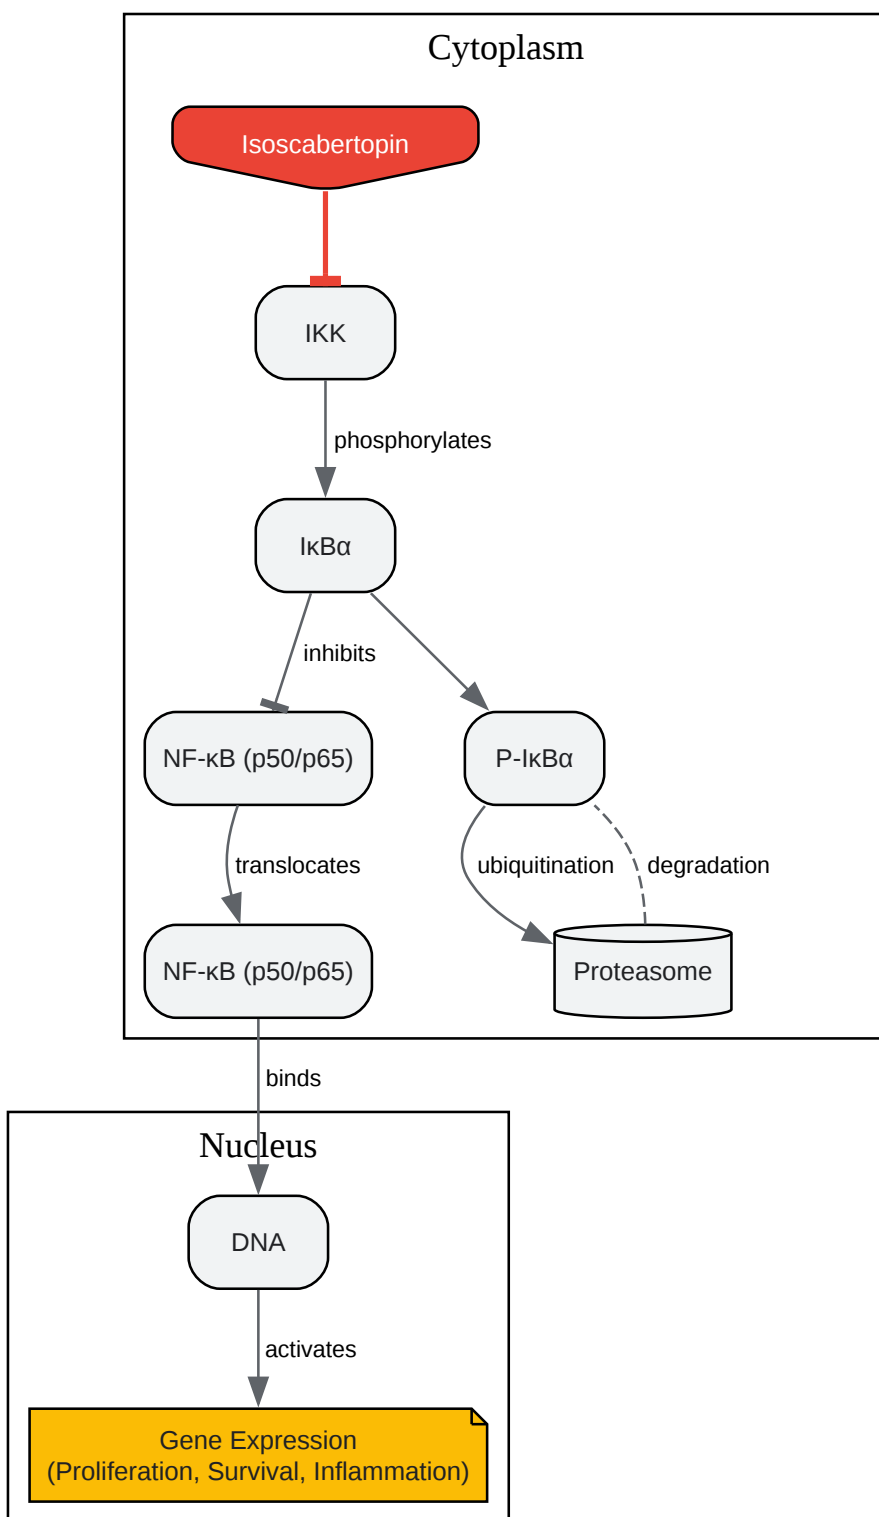 Cytoplasm
Isoscabertopin
IKK
phosphorylates
IκBα
inhibits
NF-κB (p50/p65)
P-IκBα
translocates
ubiquitination
degradation
NF-κB (p50/p65)
Proteasome
binds
Nucleus
DNA
activates
Gene Expression
(Proliferation, Survival, Inflammation)